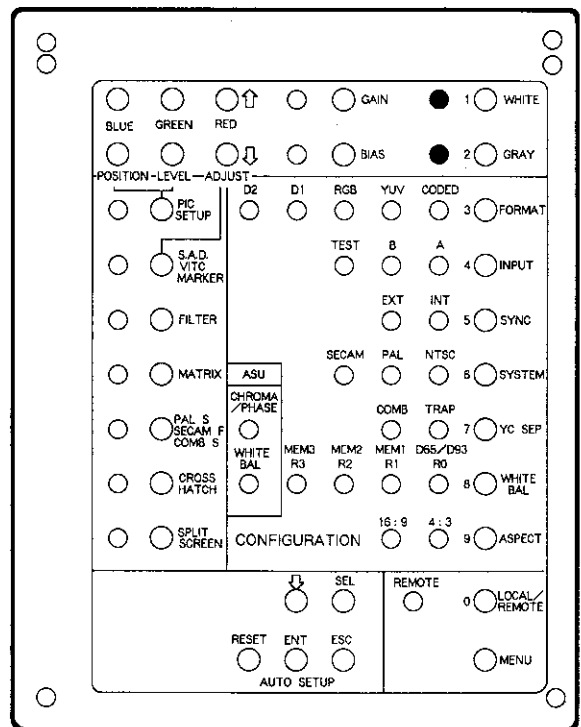 GAIN 1 WHITE
BLUE GREEN RED
BIAS 2 GRAY
POSITION-LEVEL-ADJUST
D2 D1 RGB YUV CODED
PIC
SETUP
3 FORMAT
TEST B A
S.A.D.
VITC
MARKER
4 INPUT
EXT INT
FILTER
5 SYNC
SECAM PAL NTSC
MATRIX
ASU
6 SYSTEM
CHROMA
/PHASE
COMB TRAP
PAL S
SECAM F
COMB S
7 YC SEP
WHITE
BAL
MEM3
R3
MEM2
R2
MEM1
R1
D65/D93
R0
CROSS
HATCH
8 WHITE
BAL
16:9 4:3
SPLIT
SCREEN
CONFIGURATION
9 ASPECT
SEL REMOTE
0 LOCAL/
REMOTE
RESET ENT ESC
MENU
AUTO SETUP